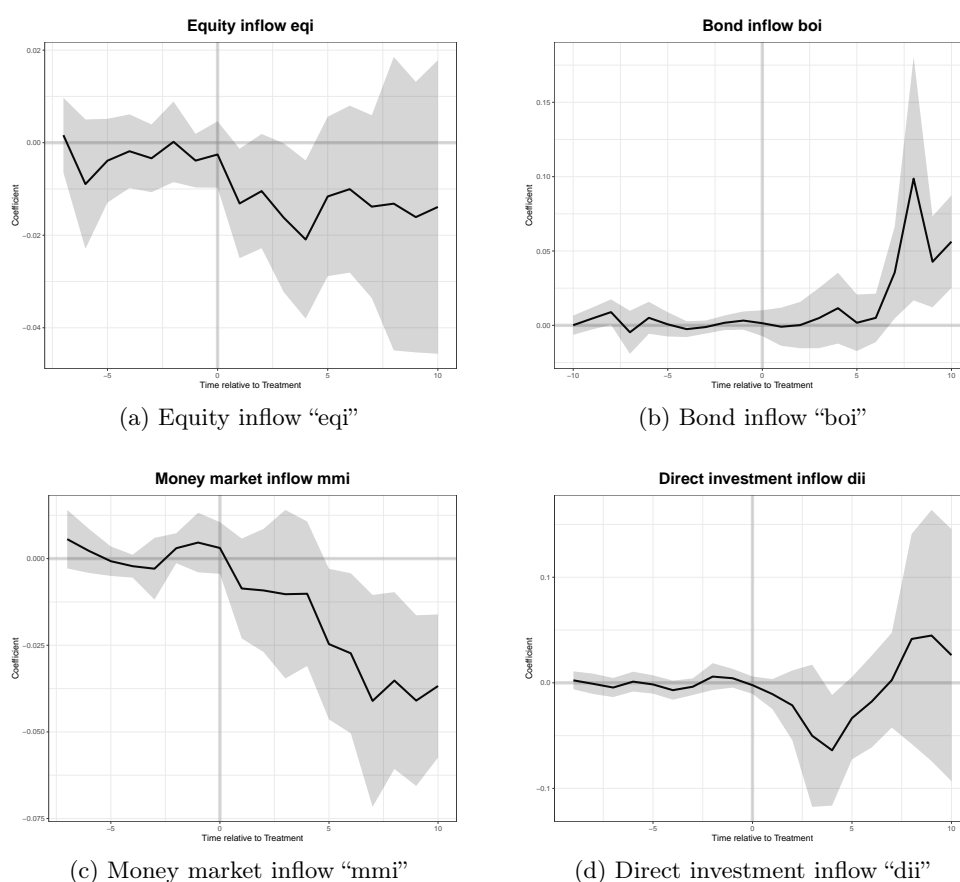 Equity inflow eqi
0.02
0.00
−0.02
−0.04
Coefficient
−5
0
5
10
Time relative to Treatment
(a) Equity inflow “eqi”
Bond inflow boi
0.15
0.10
0.05
0.00
Coefficient
−10
−5
0
5
10
Time relative to Treatment
(b) Bond inflow “boi”
Money market inflow mmi
0.000
−0.025
−0.050
−0.075
Coefficient
−5
0
5
10
Time relative to Treatment
(c) Money market inflow “mmi”
Direct investment inflow dii
0.1
0.0
−0.1
Coefficient
−5
0
5
10
Time relative to Treatment
(d) Direct investment inflow “dii”